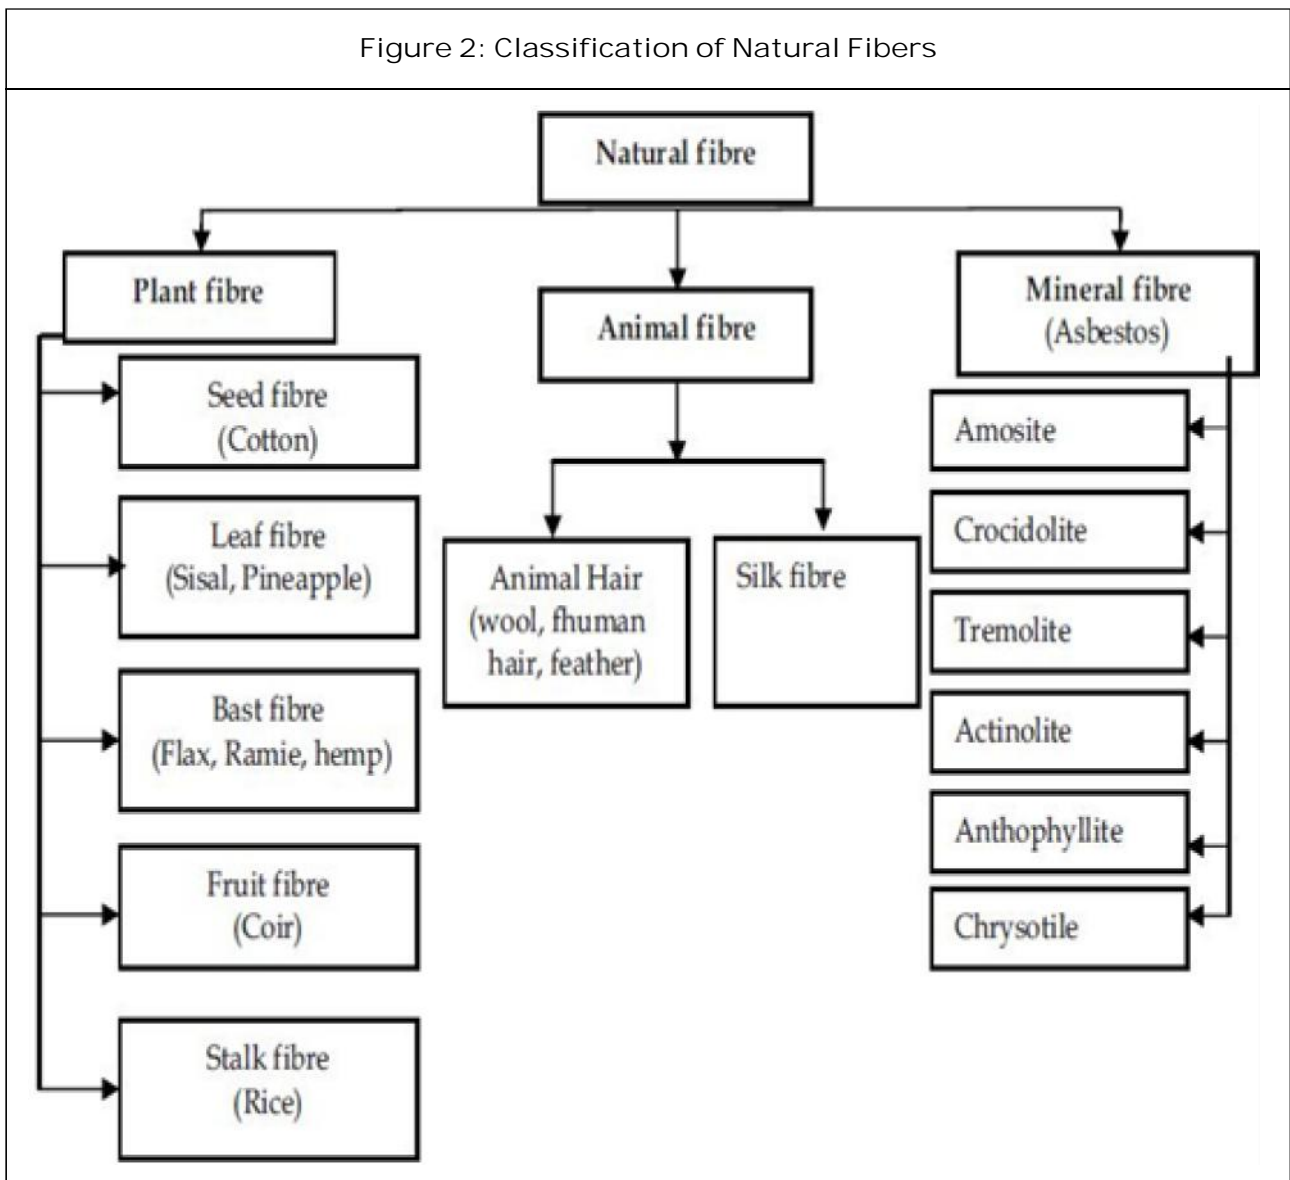 Figure 2: Classification of Natural Fibers
Natural fibre
Plant fibre
Seed fibre
(Cotton)
Leaf fibre
(Sisal, Pineapple)
Bast fibre
(Flax, Ramie, hemp)
Fruit fibre
(Coir)
Stalk fibre
(Rice)
Animal fibre
Animal Hair
(wool, fhuman
hair, feather)
Silk fibre
Mineral fibre
(Asbestos)
Amosite
Crocidolite
Tremolite
Actinolite
Anthophyllite
Chrysotile